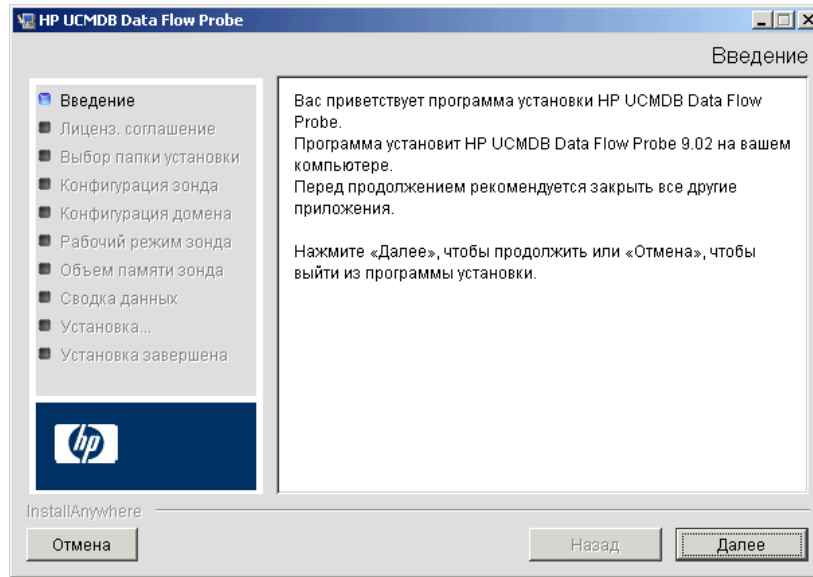 HP UCMDB Data Flow Probe
Введение
Введение
Лиценз. соглашение
Выбор папки установки
Конфигурация зонда
Конфигурация домена
Рабочий режим зонда
Объем памяти зонда
Сводка данных
Установка...
Установка завершена
hp
Вас приветствует программа установки HP UCMDB Data Flow
Probe.
Программа установит HP UCMDB Data Flow Probe 9.02 на вашем
компьютере.
Перед продолжением рекомендуется закрыть все другие
приложения.
Нажмите «Далее», чтобы продолжить или «Отмена», чтобы
выйти из программы установки.
InstallAnywhere
Отмена
Назад
Далее